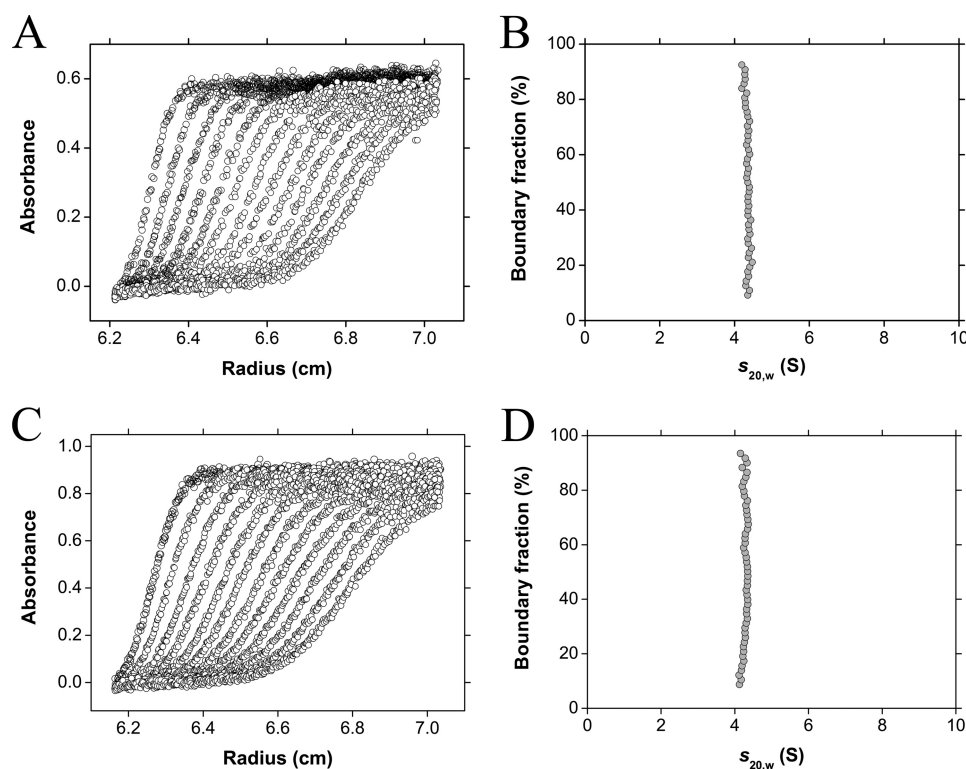 A
B
Absorbance
0.6
0.4
0.2
0.0
6.2 6.4 6.6 6.8 7.0
Radius (cm)
Boundary fraction (%)
100
80
60
40
20
0
0 2 4 6 8 10
s20,w (S)
C
D
Absorbance
1.0
0.8
0.6
0.4
0.2
0.0
6.2 6.4 6.6 6.8 7.0
Radius (cm)
Boundary fraction (%)
100
80
60
40
20
0
0 2 4 6 8 10
s20,w (S)